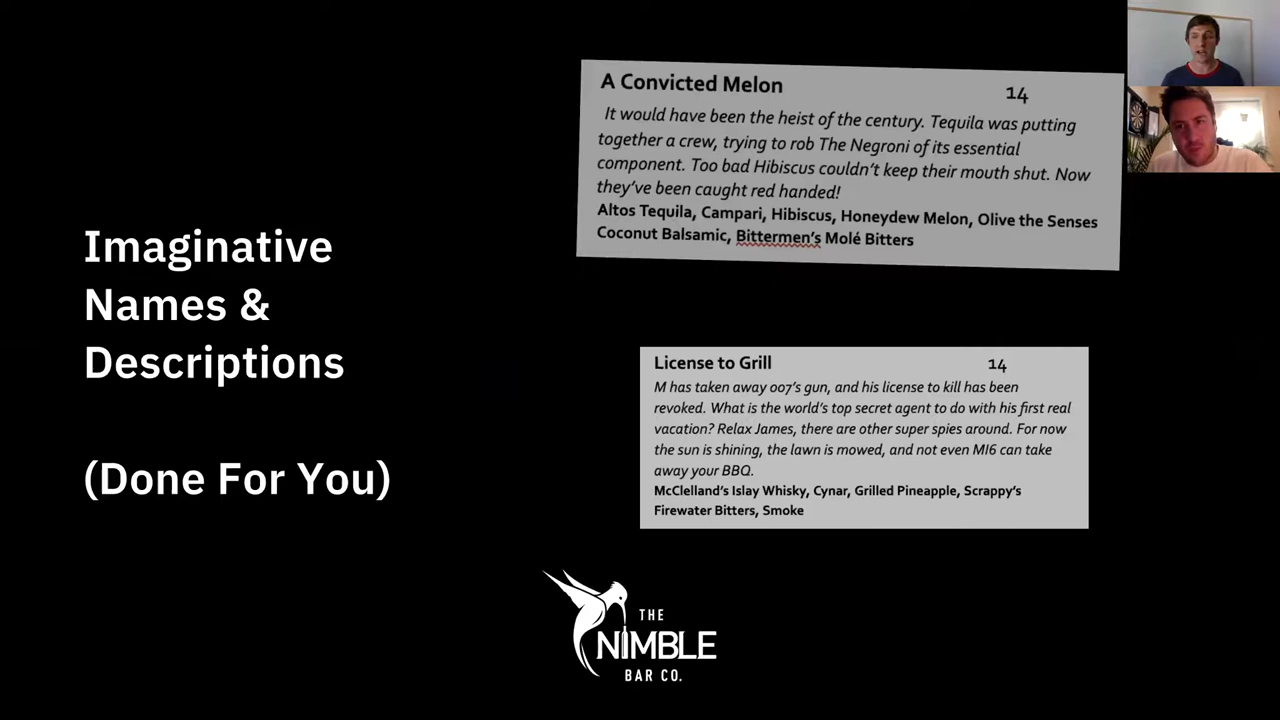 Imaginative
Names &
Descriptions
(Done For You)
A Convicted Melon 14
It would have been the heist of the century. Tequila was putting
together a crew, trying to rob The Negroni of its essential
component. Too bad Hibiscus couldn't keep their mouth shut. Now
they've been caught red handed!
Altos Tequila, Campari, Hibiscus, Honeydew Melon, Olive the Senses
Coconut Balsamic, Bittermen's Molé Bitters
License to Grill 14
M has taken away 007's gun, and his license to kill has been
revoked. What is the world's top secret agent to do with his first real
vacation? Relax James, there are other super spies around. For now
the sun is shining, the lawn is mowed, and not even MI6 can take
away your BBQ.
McClelland's Islay Whisky, Cynar, Grilled Pineapple, Scrappy's
Firewater Bitters, Smoke
THE
NIMBLE
BAR CO.